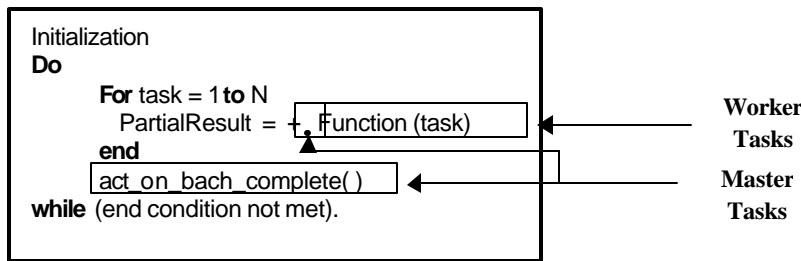 Initialization
Do
For task = 1 to N
PartialResult = + Function (task)
end
act_on_bach_complete( )
while (end condition not met).
Worker
Tasks
Master
Tasks